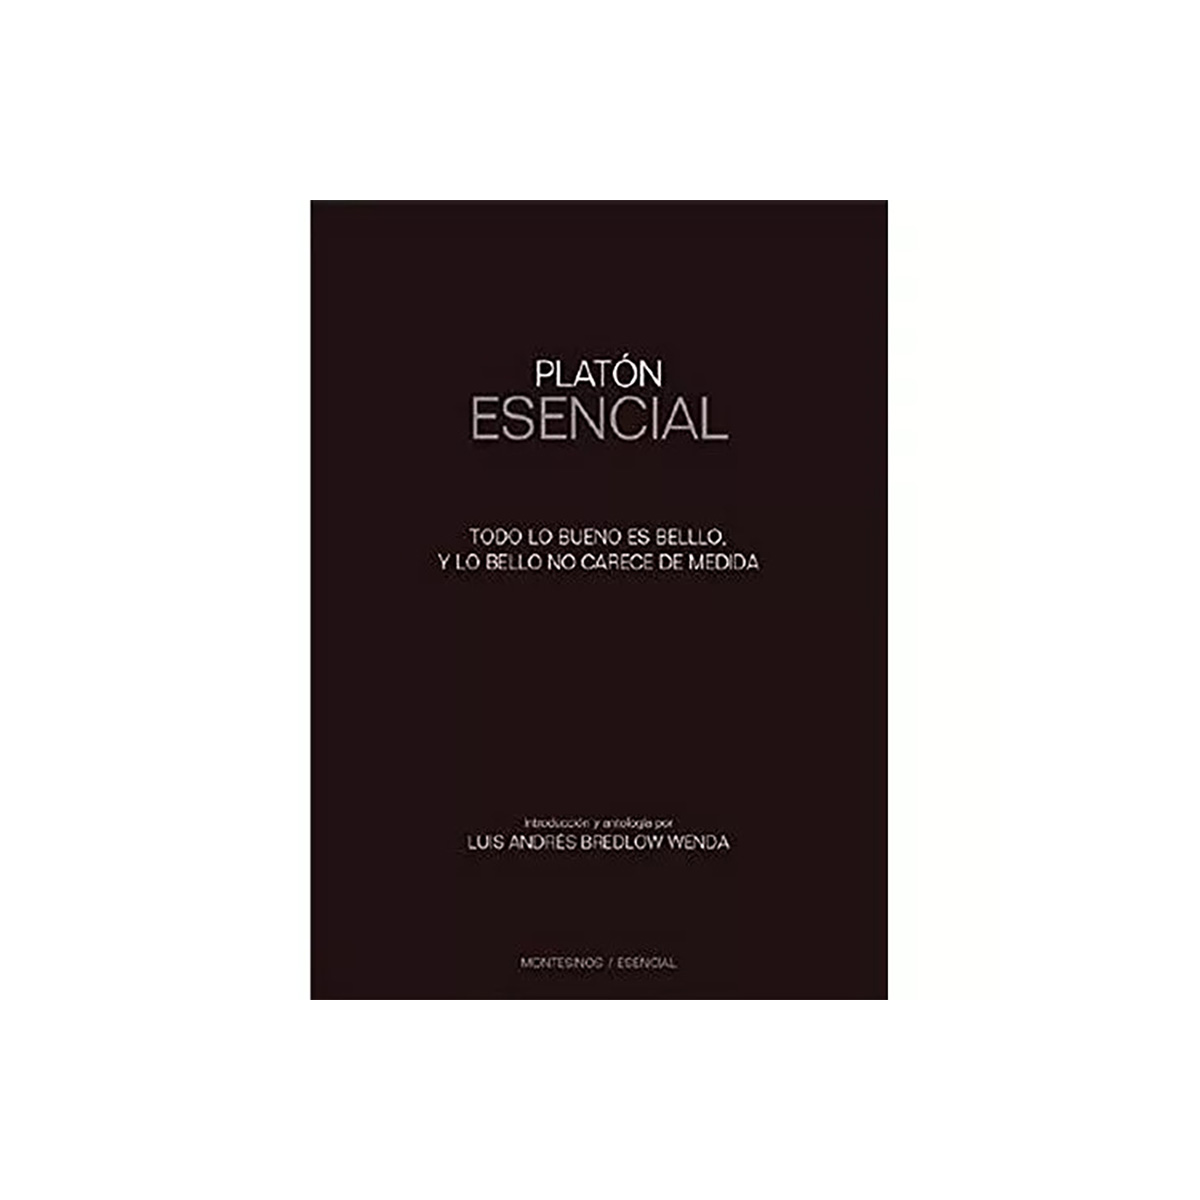 PLATÓN
ESENCIAL
TODO LO BUENO ES BELLLO,
Y LO BELLO NO CARECE DE MEDIDA
Introducción y antología por
LUIS ANDRÉS BREDLOW WENDA
MONTESINOS / ESENCIAL